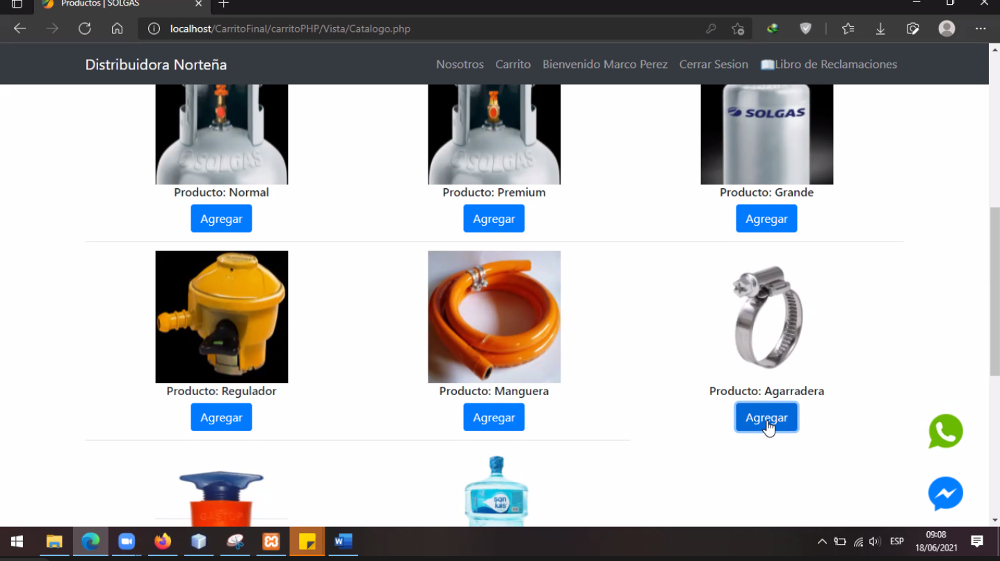 Productos | SOLGAS
localhost/CarritoFinal/carritoPHP/Vista/Catalogo.php
Distribuidora Norteña
Nosotros
Carrito
Bienvenido Marco Perez
Cerrar Sesion
Libro de Reclamaciones
SOLGAS
SOLGAS
SOLGAS
Producto: Normal
Producto: Premium
Producto: Grande
Agregar
Agregar
Agregar
Producto: Regulador
Producto: Manguera
Producto: Agarradera
Agregar
Agregar
Agregar
GASTOP
san
luis
ESP
09:08
18/06/2021